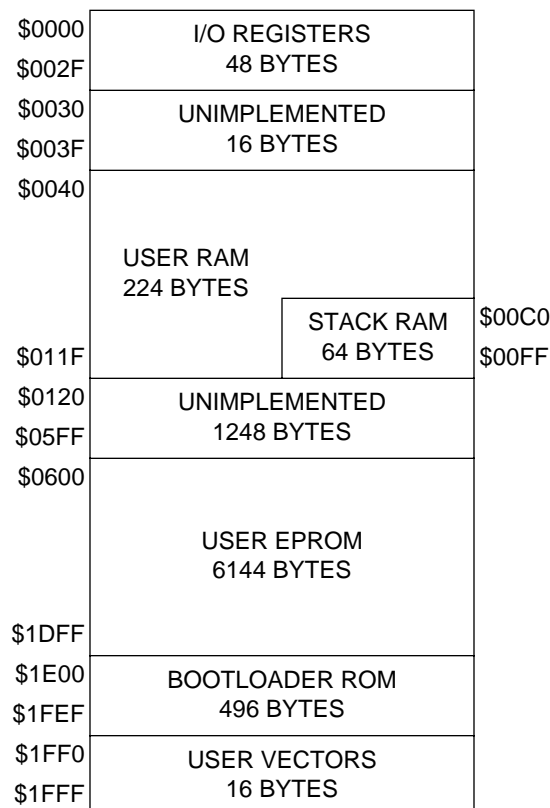 $0000
I/O REGISTERS
48 BYTES
$002F
$0030
UNIMPLEMENTED
16 BYTES
$003F
$0040
USER RAM
224 BYTES
STACK RAM
64 BYTES
$00C0
$00FF
$011F
$0120
UNIMPLEMENTED
1248 BYTES
$05FF
$0600
USER EPROM
6144 BYTES
$1DFF
$1E00
BOOTLOADER ROM
496 BYTES
$1FEF
$1FF0
USER VECTORS
16 BYTES
$1FFF